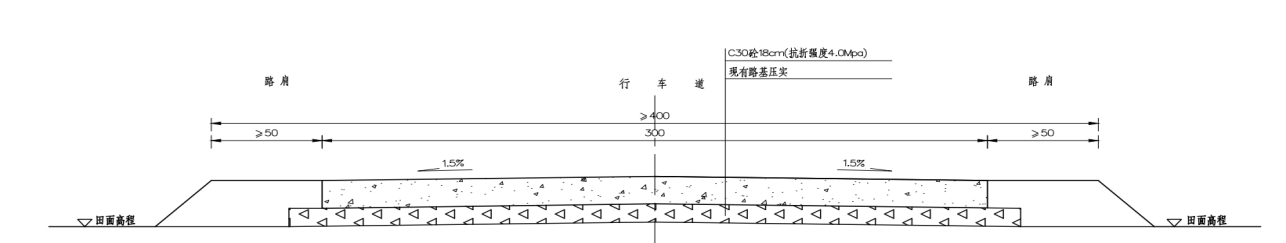 C30砼18cm(抗折强度4.0Mpa)
现有路基压实
路 肩
行 车 道
路 肩
≥400
≥50
300
≥50
1.5%
1.5%
田面高程
田面高程